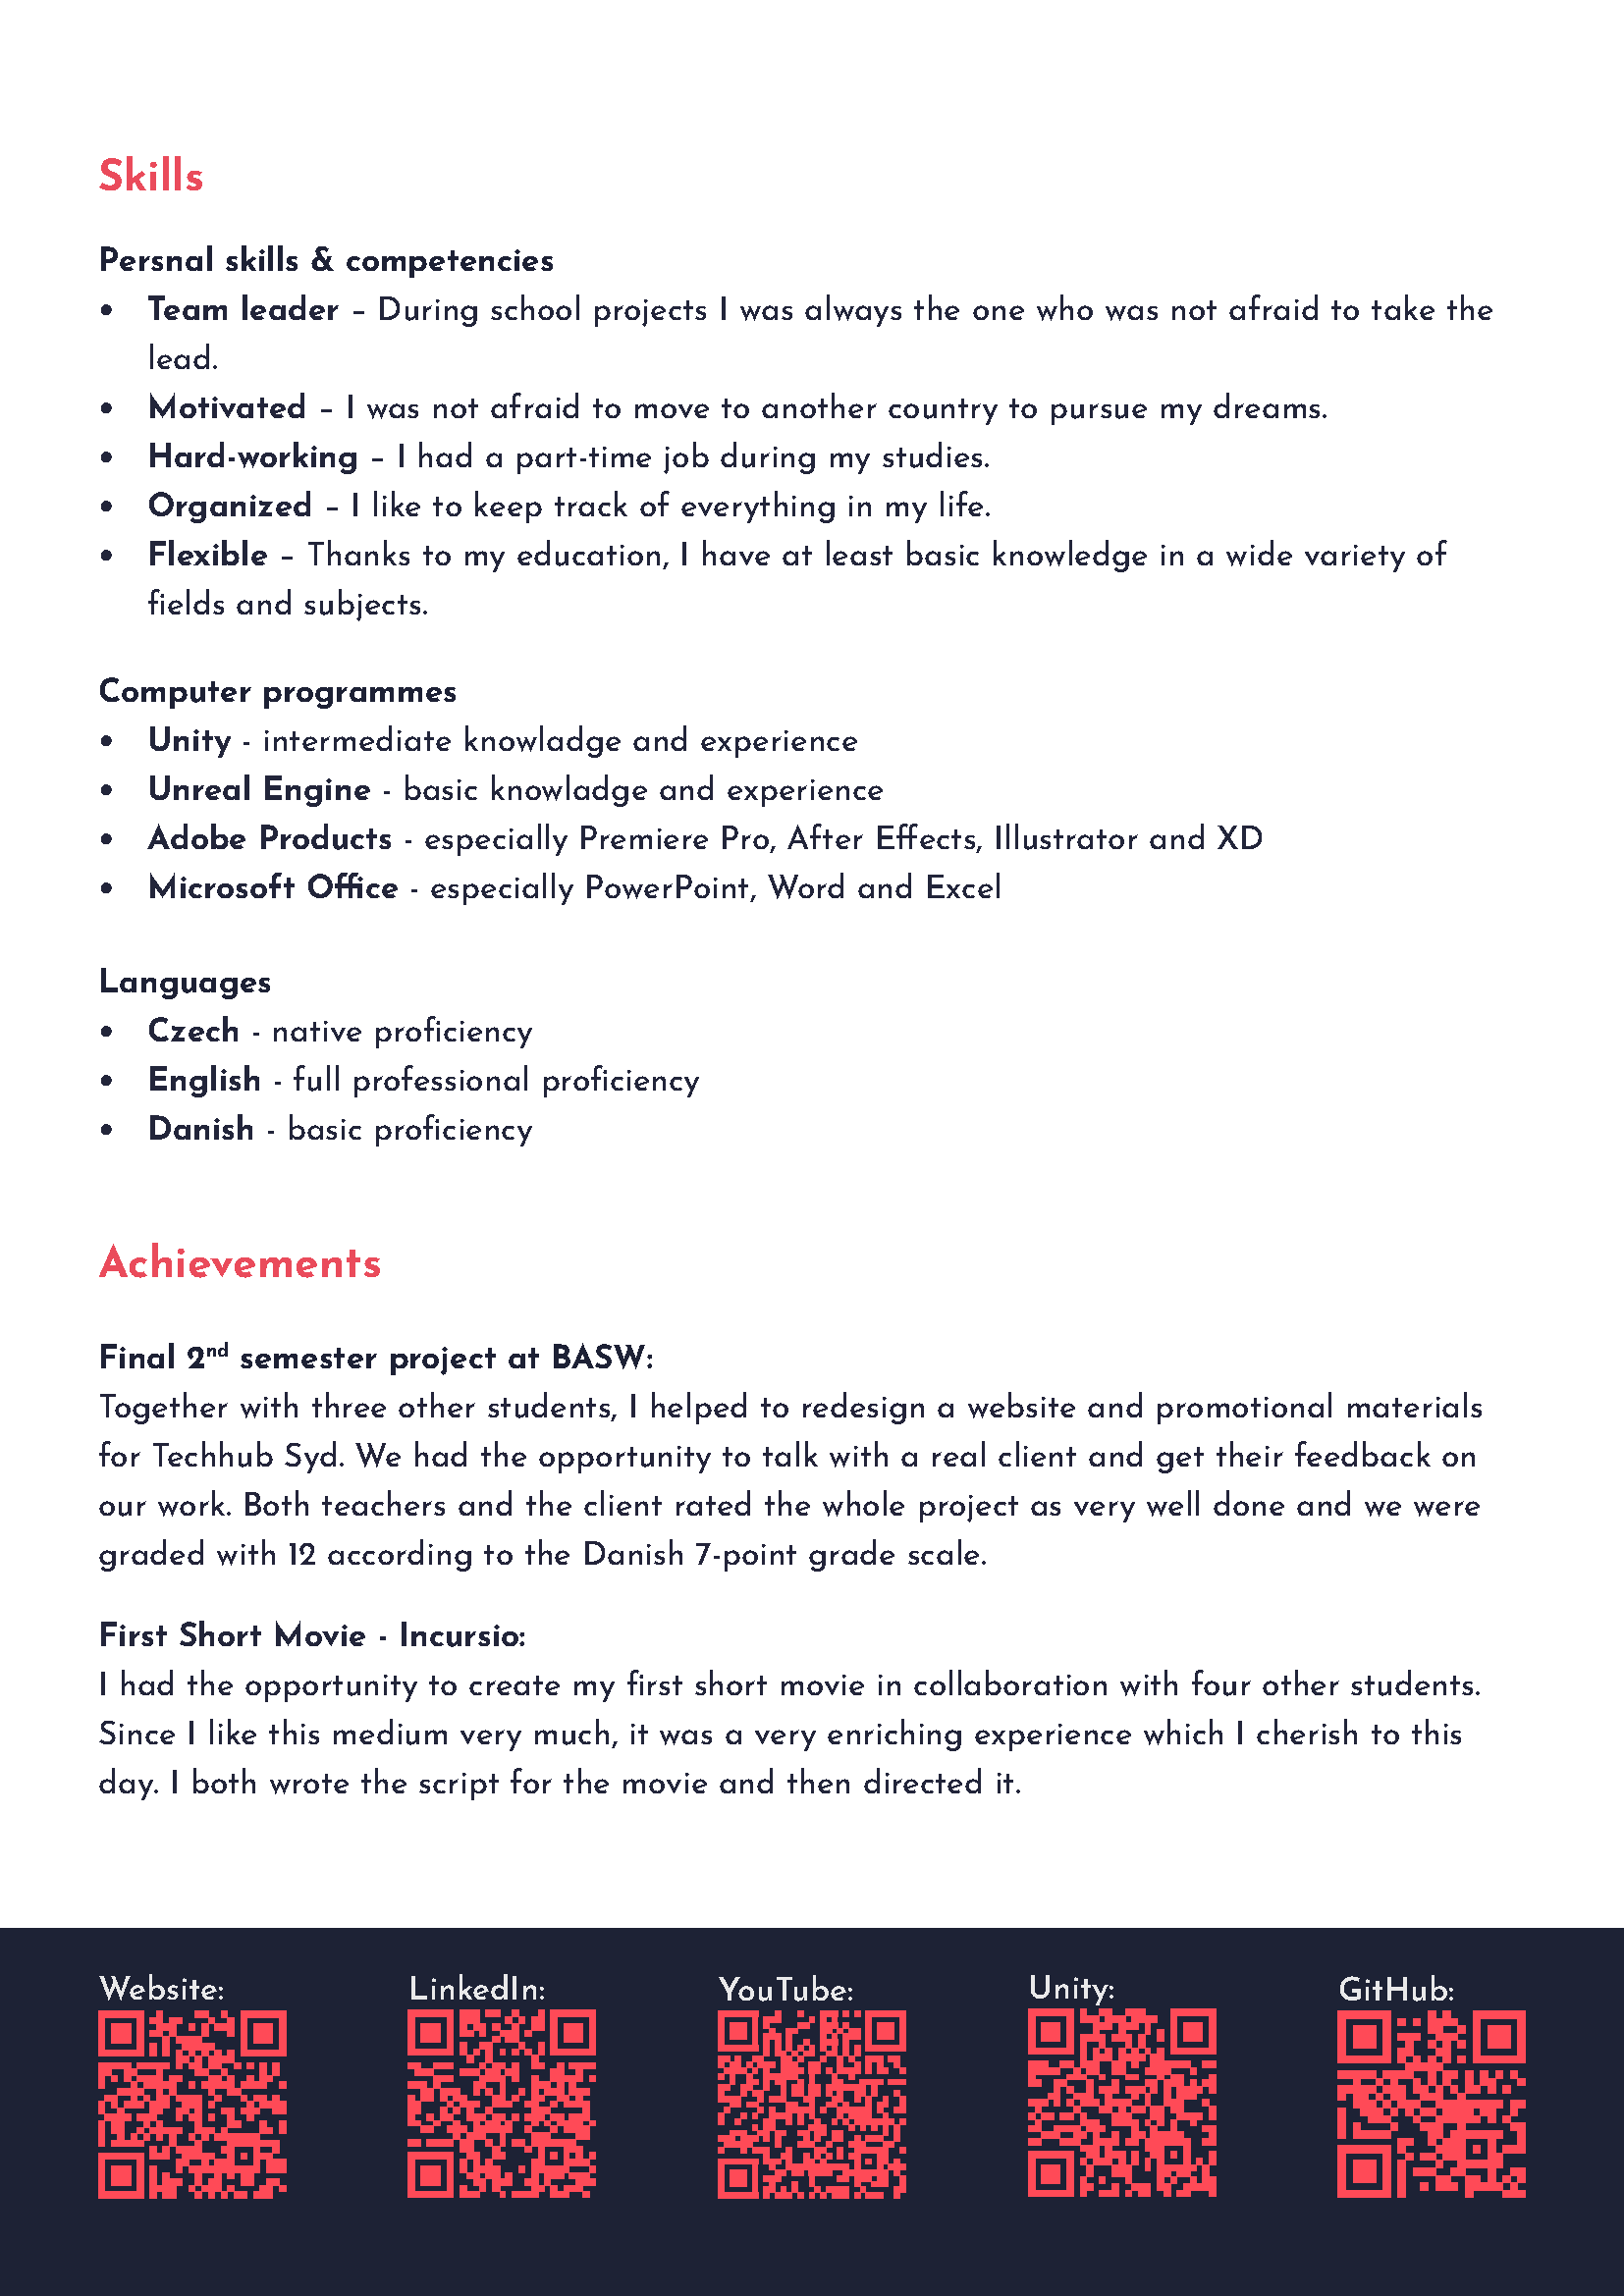 Skills
Persnal skills & competencies
• Team leader – During school projects I was always the one who was not afraid to take the
lead.
• Motivated – I was not afraid to move to another country to pursue my dreams.
• Hard-working – I had a part-time job during my studies.
• Organized – I like to keep track of everything in my life.
• Flexible – Thanks to my education, I have at least basic knowledge in a wide variety of
fields and subjects.
Computer programmes
• Unity - intermediate knowladge and experience
• Unreal Engine - basic knowladge and experience
• Adobe Products - especially Premiere Pro, After Effects, Illustrator and XD
• Microsoft Office - especially PowerPoint, Word and Excel
Languages
• Czech - native proficiency
• English - full professional proficiency
• Danish - basic proficiency
Achievements
Final 2nd semester project at BASW:
Together with three other students, I helped to redesign a website and promotional materials
for Techhub Syd. We had the opportunity to talk with a real client and get their feedback on
our work. Both teachers and the client rated the whole project as very well done and we were
graded with 12 according to the Danish 7-point grade scale.
First Short Movie - Incursio:
I had the opportunity to create my first short movie in collaboration with four other students.
Since I like this medium very much, it was a very enriching experience which I cherish to this
day. I both wrote the script for the movie and then directed it.
Website: LinkedIn: YouTube: Unity: GitHub: